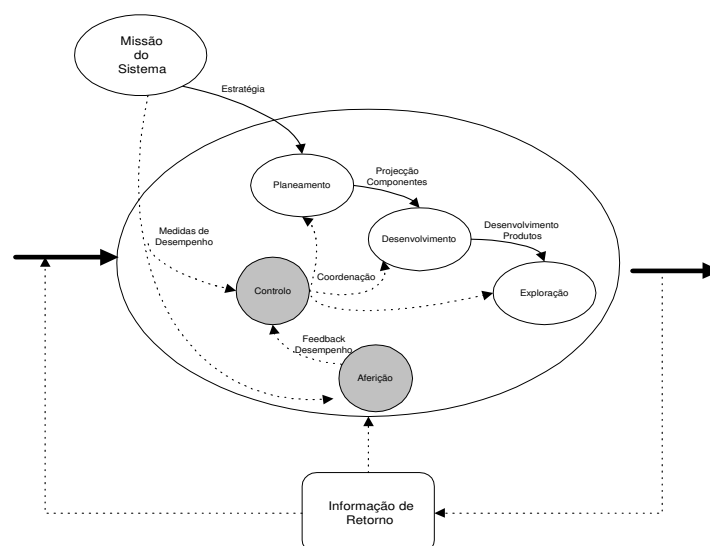 Missão
do
Sistema
Estratégia
Planeamento
Projecção
Componentes
Medidas de
Desempenho
Desenvolvimento
Desenvolvimento
Produtos
Controlo
Coordenação
Exploração
Feedback
Desempenho
Aferição
Informação de
Retorno